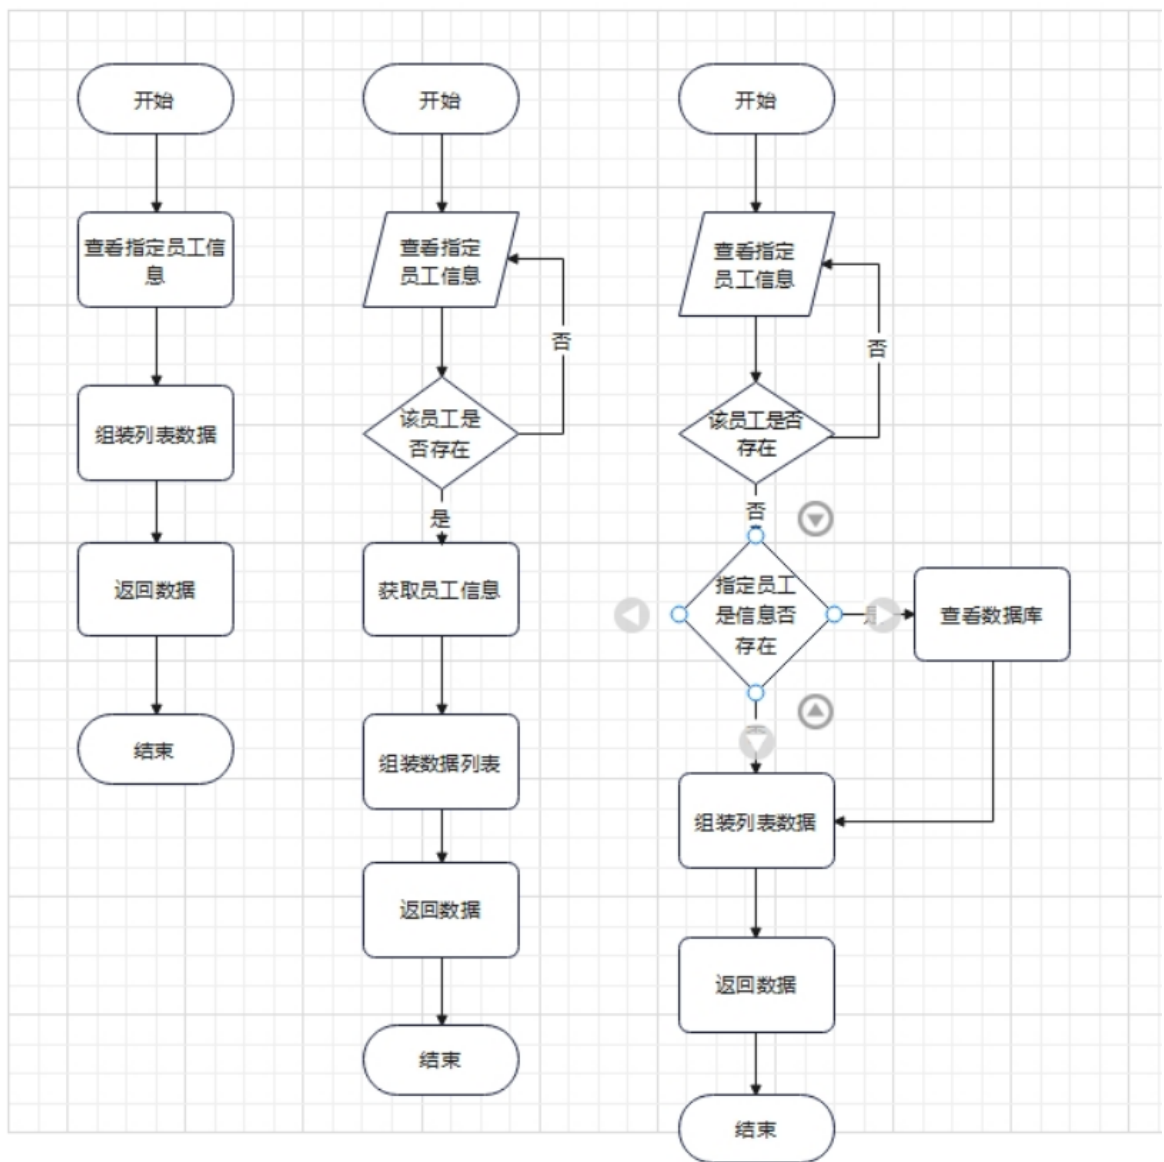 开始
查看指定员工信
息
组装列表数据
返回数据
结束
开始
查看指定
员工信息
否
该员工是
否存在
是
获取员工信息
组装数据列表
返回数据
结束
开始
查看指定
员工信息
否
该员工是否
存在
否
指定员工
是信息否
存在
查看数据库
组装列表数据
返回数据
结束